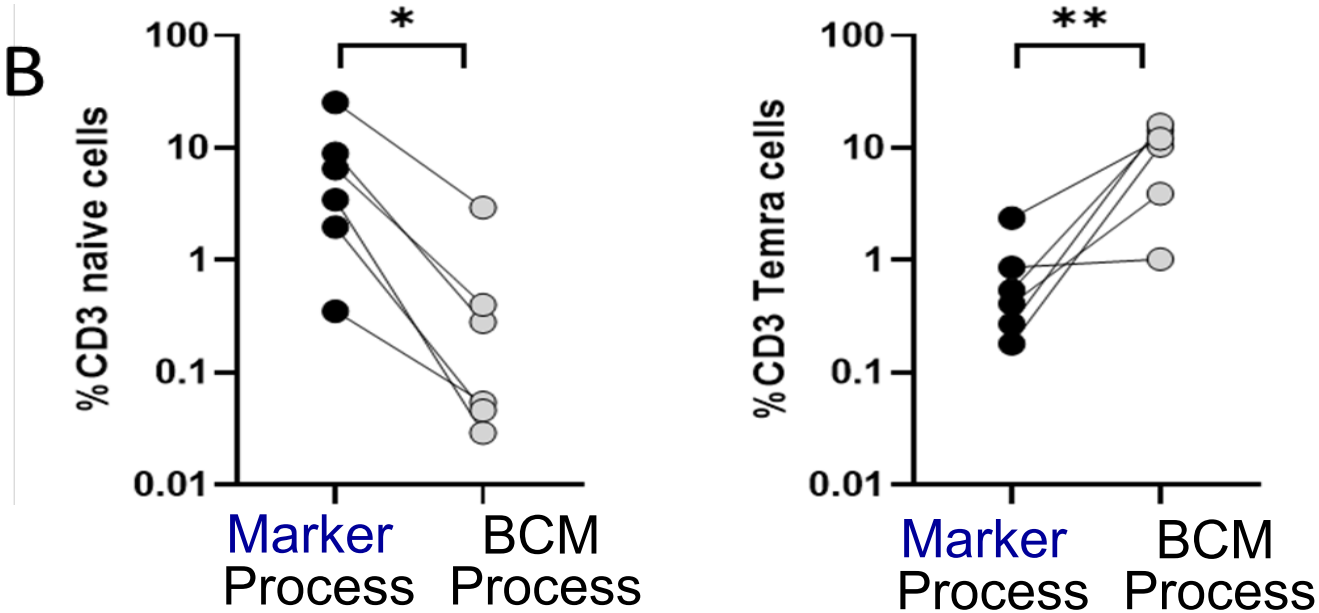 B
%CD3 naive cells
100
10
1
0.1
0.01
*
Marker
Process
BCM
Process
%CD3 Temra cells
100
10
1
0.1
0.01
**
Marker
Process
BCM
Process